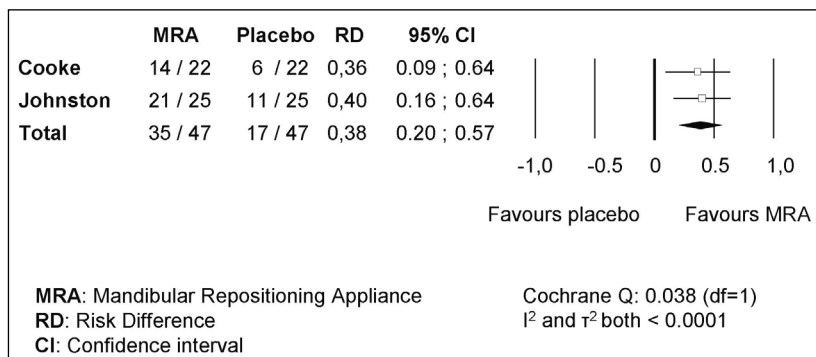 MRA Placebo RD 95% CI
Cooke 14 / 22 6 / 22 0,36 0.09 ; 0.64
Johnston 21 / 25 11 / 25 0,40 0.16 ; 0.64
Total 35 / 47 17 / 47 0,38 0.20 ; 0.57
-1,0 -0.5 0 0.5 1,0
Favours placebo Favours MRA
MRA: Mandibular Repositioning Appliance Cochrane Q: 0.038 (df=1)
RD: Risk Difference I² and τ² both < 0.0001
CI: Confidence interval